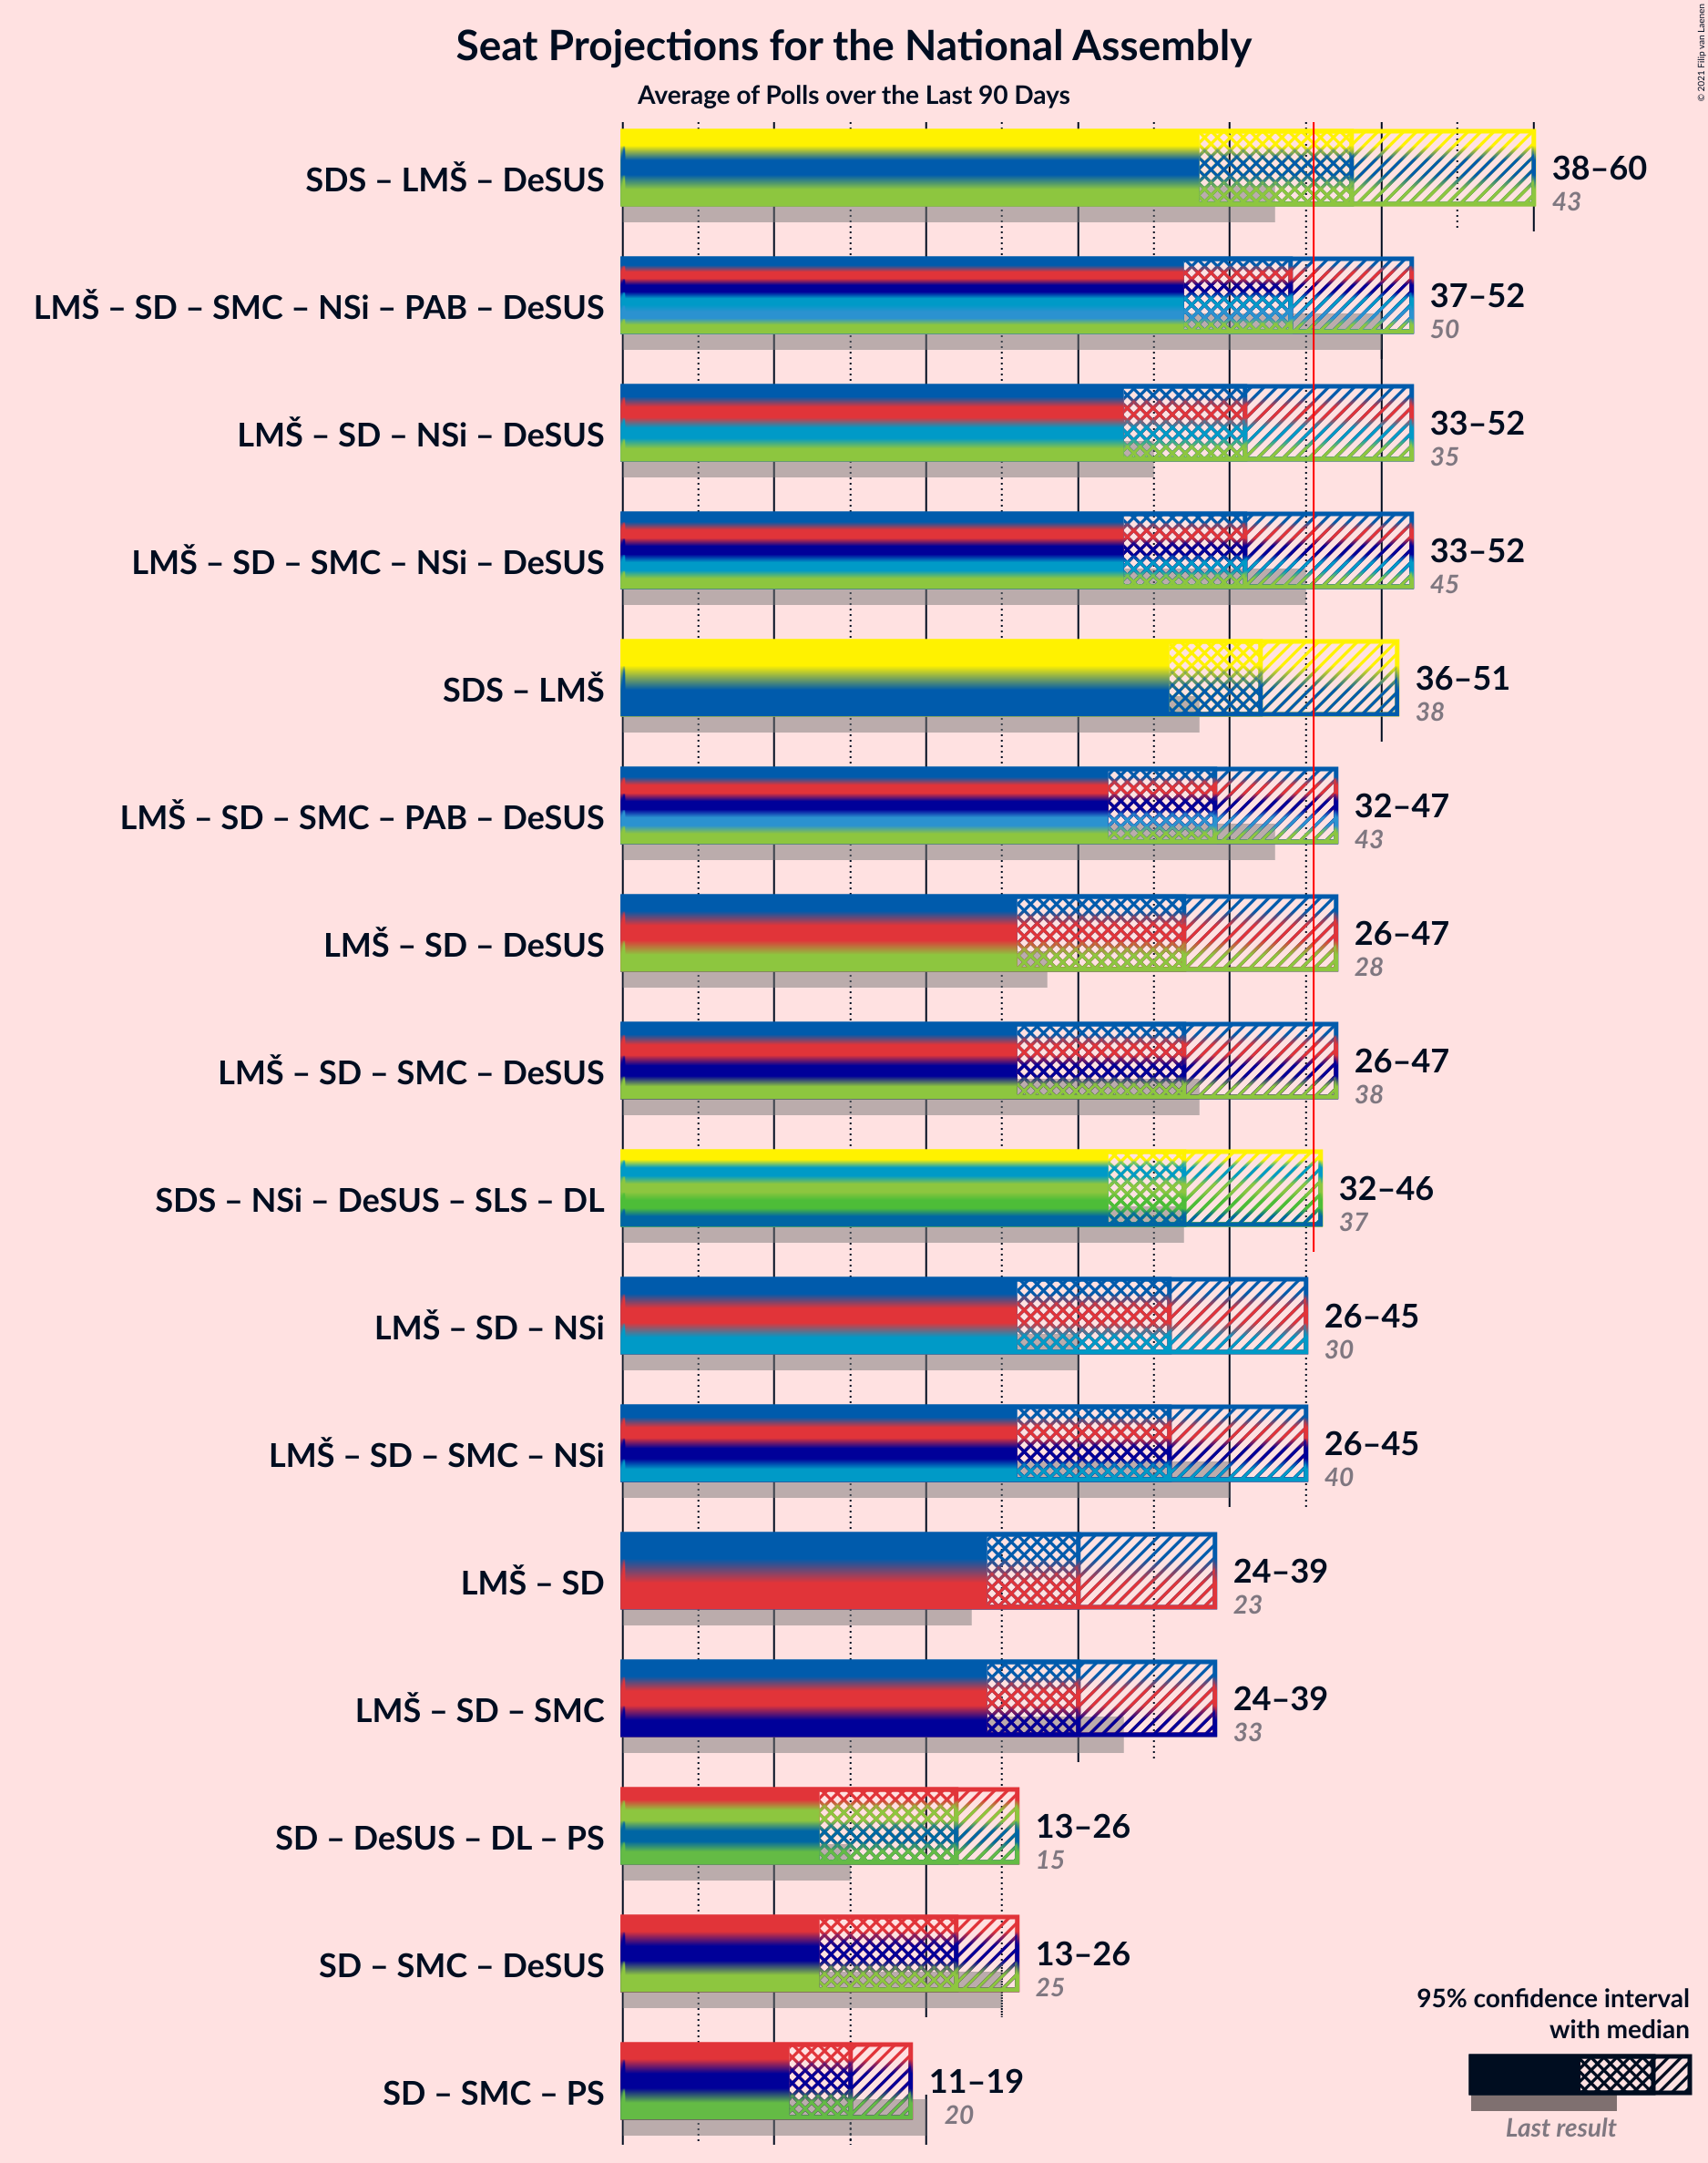 Seat Projections for the National Assembly
Average of Polls over the Last 90 Days
© 2021 Filip van Laenen
SDS – LMŠ – DeSUS
38–60
43
LMŠ – SD – SMC – NSi – PAB – DeSUS
37–52
50
LMŠ – SD – NSi – DeSUS
33–52
35
LMŠ – SD – SMC – NSi – DeSUS
33–52
45
SDS – LMŠ
36–51
38
LMŠ – SD – SMC – PAB – DeSUS
32–47
43
LMŠ – SD – DeSUS
26–47
28
LMŠ – SD – SMC – DeSUS
26–47
38
SDS – NSi – DeSUS – SLS – DL
32–46
37
LMŠ – SD – NSi
26–45
30
LMŠ – SD – SMC – NSi
26–45
40
LMŠ – SD
24–39
23
LMŠ – SD – SMC
24–39
33
SD – DeSUS – DL – PS
13–26
15
SD – SMC – DeSUS
13–26
25
SD – SMC – PS
11–19
20
95% confidence interval
with median
Last result